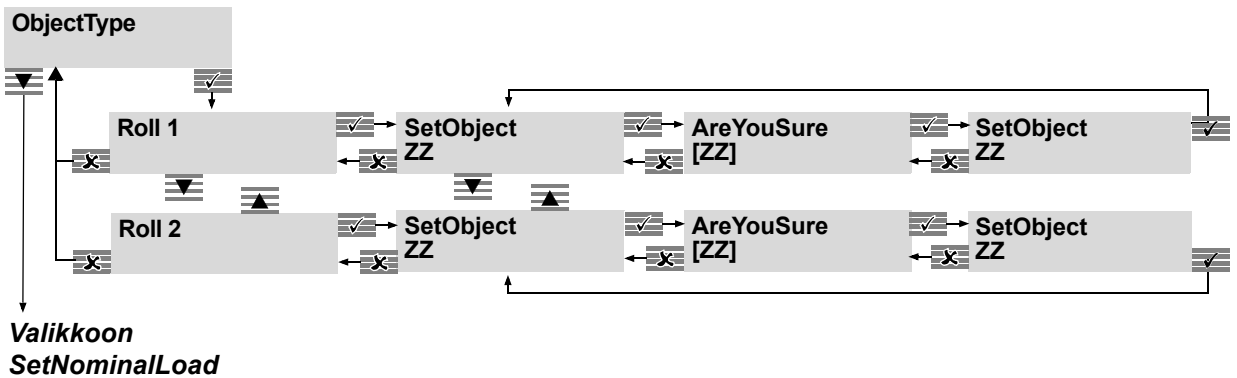 ObjectType
Roll 1
SetObject
ZZ
AreYouSure
[ZZ]
SetObject
ZZ
Roll 2
SetObject
ZZ
AreYouSure
[ZZ]
SetObject
ZZ
Valikkoon
SetNominalLoad